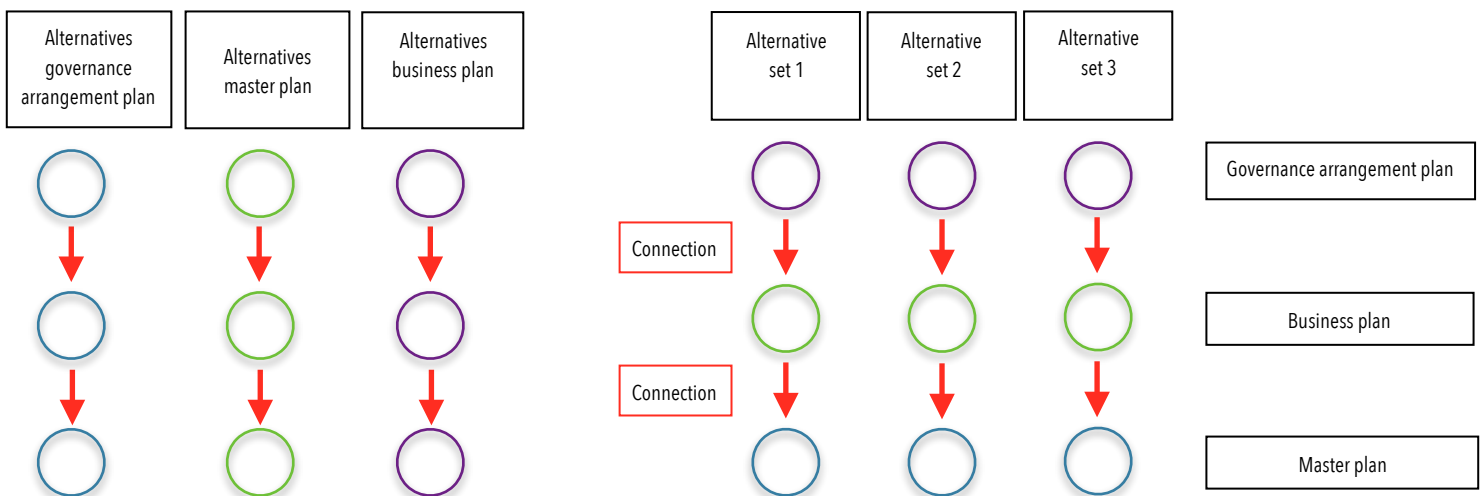 Alternatives
governance
arrangement plan
Alternatives
master plan
Alternatives
business plan
Alternative
set 1
Alternative
set 2
Alternative
set 3
Governance arrangement plan
Connection
Business plan
Connection
Master plan